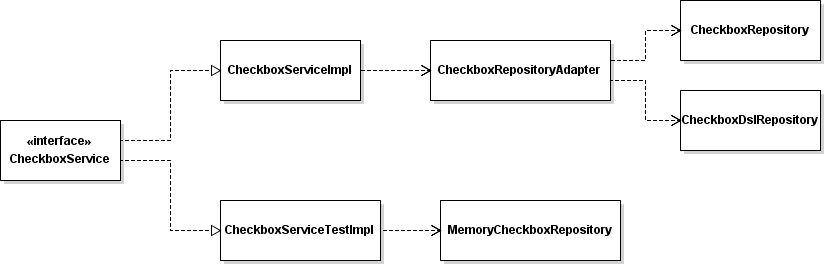 CheckboxRepository
CheckboxServiceImpl
CheckboxRepositoryAdapter
CheckboxDslRepository
«interface»
CheckboxService
CheckboxServiceTestImpl
MemoryCheckboxRepository